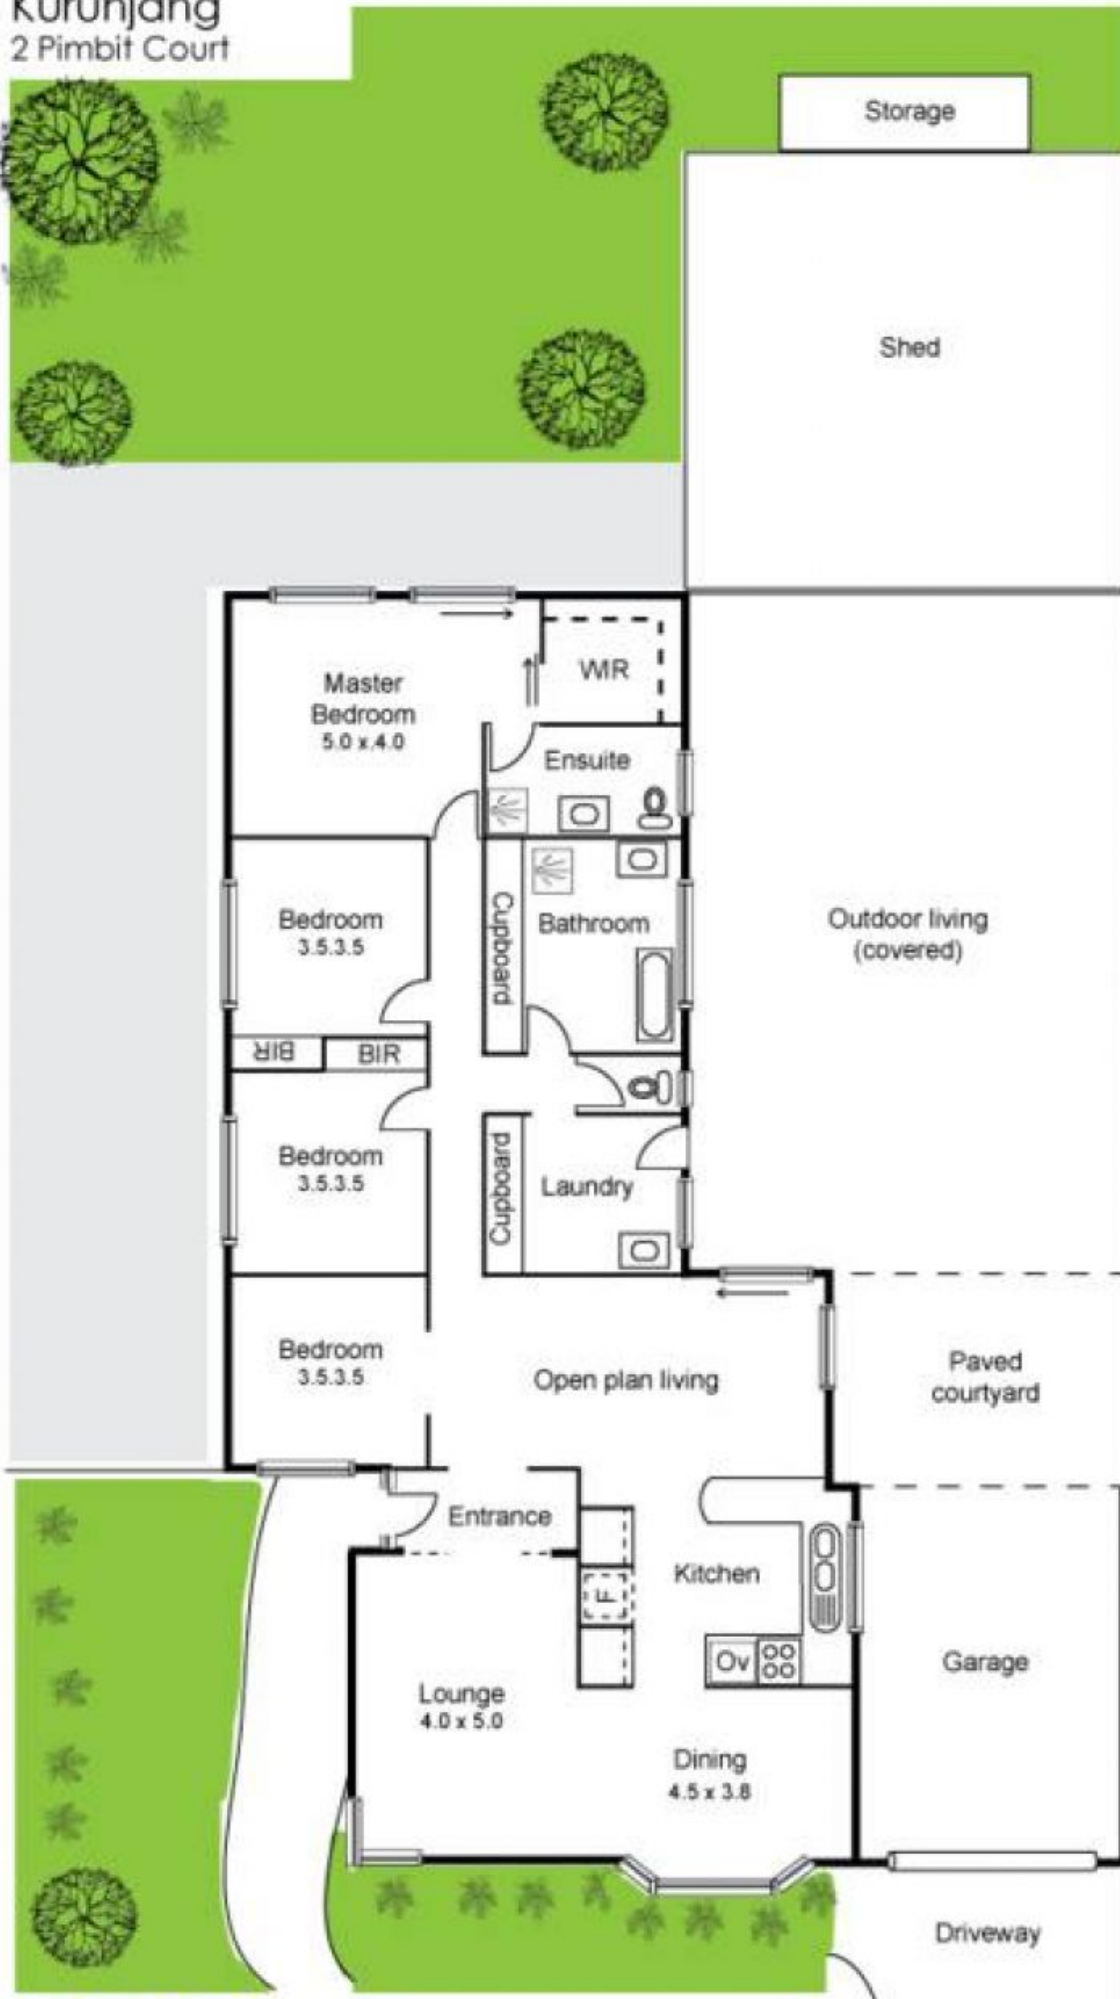 Kurunjang
2 Pimbit Court
Storage
Shed
Master
Bedroom
5.0 x 4.0
WIR
Ensuite
Bedroom
3.5.3.5
Cupboard
Bathroom
Outdoor living
(covered)
BIR
BIR
Bedroom
3.5.3.5
Cupboard
Laundry
Bedroom
3.5.3.5
Open plan living
Paved
courtyard
Entrance
Kitchen
F
Ov
Garage
Lounge
4.0 x 5.0
Dining
4.5 x 3.8
Driveway